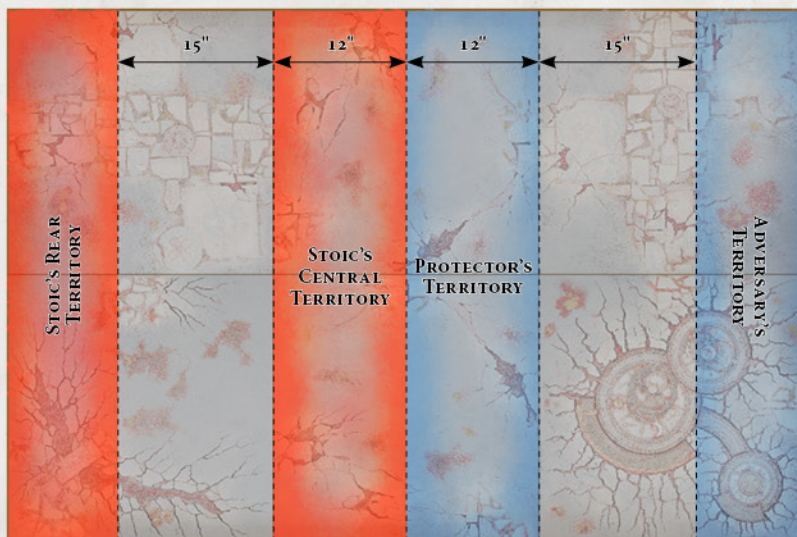 15"
12"
12"
15"
Stoic's Rear
Territory
Stoic's
Central
Territory
Protector's
Territory
Adversary's
Territory